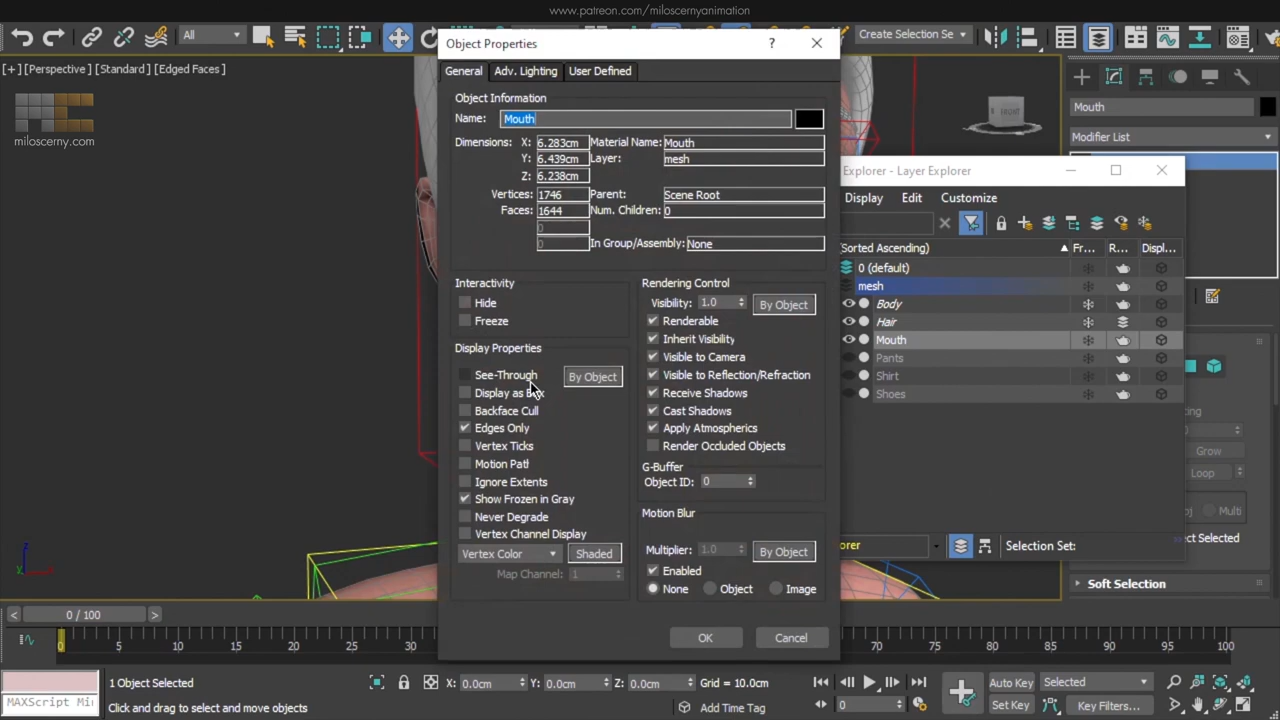 www.patreon.com/miloscernyanimation
All
Create Selection Se
[+] [Perspective] [Standard] [Edged Faces]
miloscerny.com
FRONT
Object Properties
General
Adv. Lighting
User Defined
Object Information
Name: Mouth
Dimensions: X: 6.283cm
Material Name: Mouth
Y: 6.439cm
Layer: mesh
Z: 6.238cm
Vertices: 1746
Parent: Scene Root
Faces: 1644
Num. Children: 0
0
0
In Group/Assembly: None
Interactivity
Hide
Freeze
Display Properties
See-Through
By Object
Display as
Backface Cull
Edges Only
Vertex Ticks
Motion Path
Ignore Extents
Show Frozen in Gray
Never Degrade
Vertex Channel Display
Vertex Color
Shaded
Map Channel: 1
Rendering Control
Visibility: 1.0
By Object
Renderable
Inherit Visibility
Visible to Camera
Visible to Reflection/Refraction
Receive Shadows
Cast Shadows
Apply Atmospherics
Render Occluded Objects
G-Buffer
Object ID: 0
Motion Blur
Multiplier: 1.0
By Object
Enabled
None
Object
Image
OK
Cancel
Explorer - Layer Explorer
Display
Edit
Customize
(Sorted Ascending)
Fr...
R...
Displ...
0 (default)
mesh
Body
Hair
Mouth
Pants
Shirt
Shoes
orer
Selection Set:
Mouth
Modifier List
ting
Grow
Loop
oj
Multi
ct Selected
Soft Selection
0 / 100
0
5
10
15
20
25
30
70
75
80
85
90
95
100
1 Object Selected
X: 0.0cm
Y: 0.0cm
Z: 0.0cm
Grid = 10.0cm
Auto Key
Selected
MAXScript Mi
Click and drag to select and move objects
Add Time Tag
0
Set Key
Key Filters...